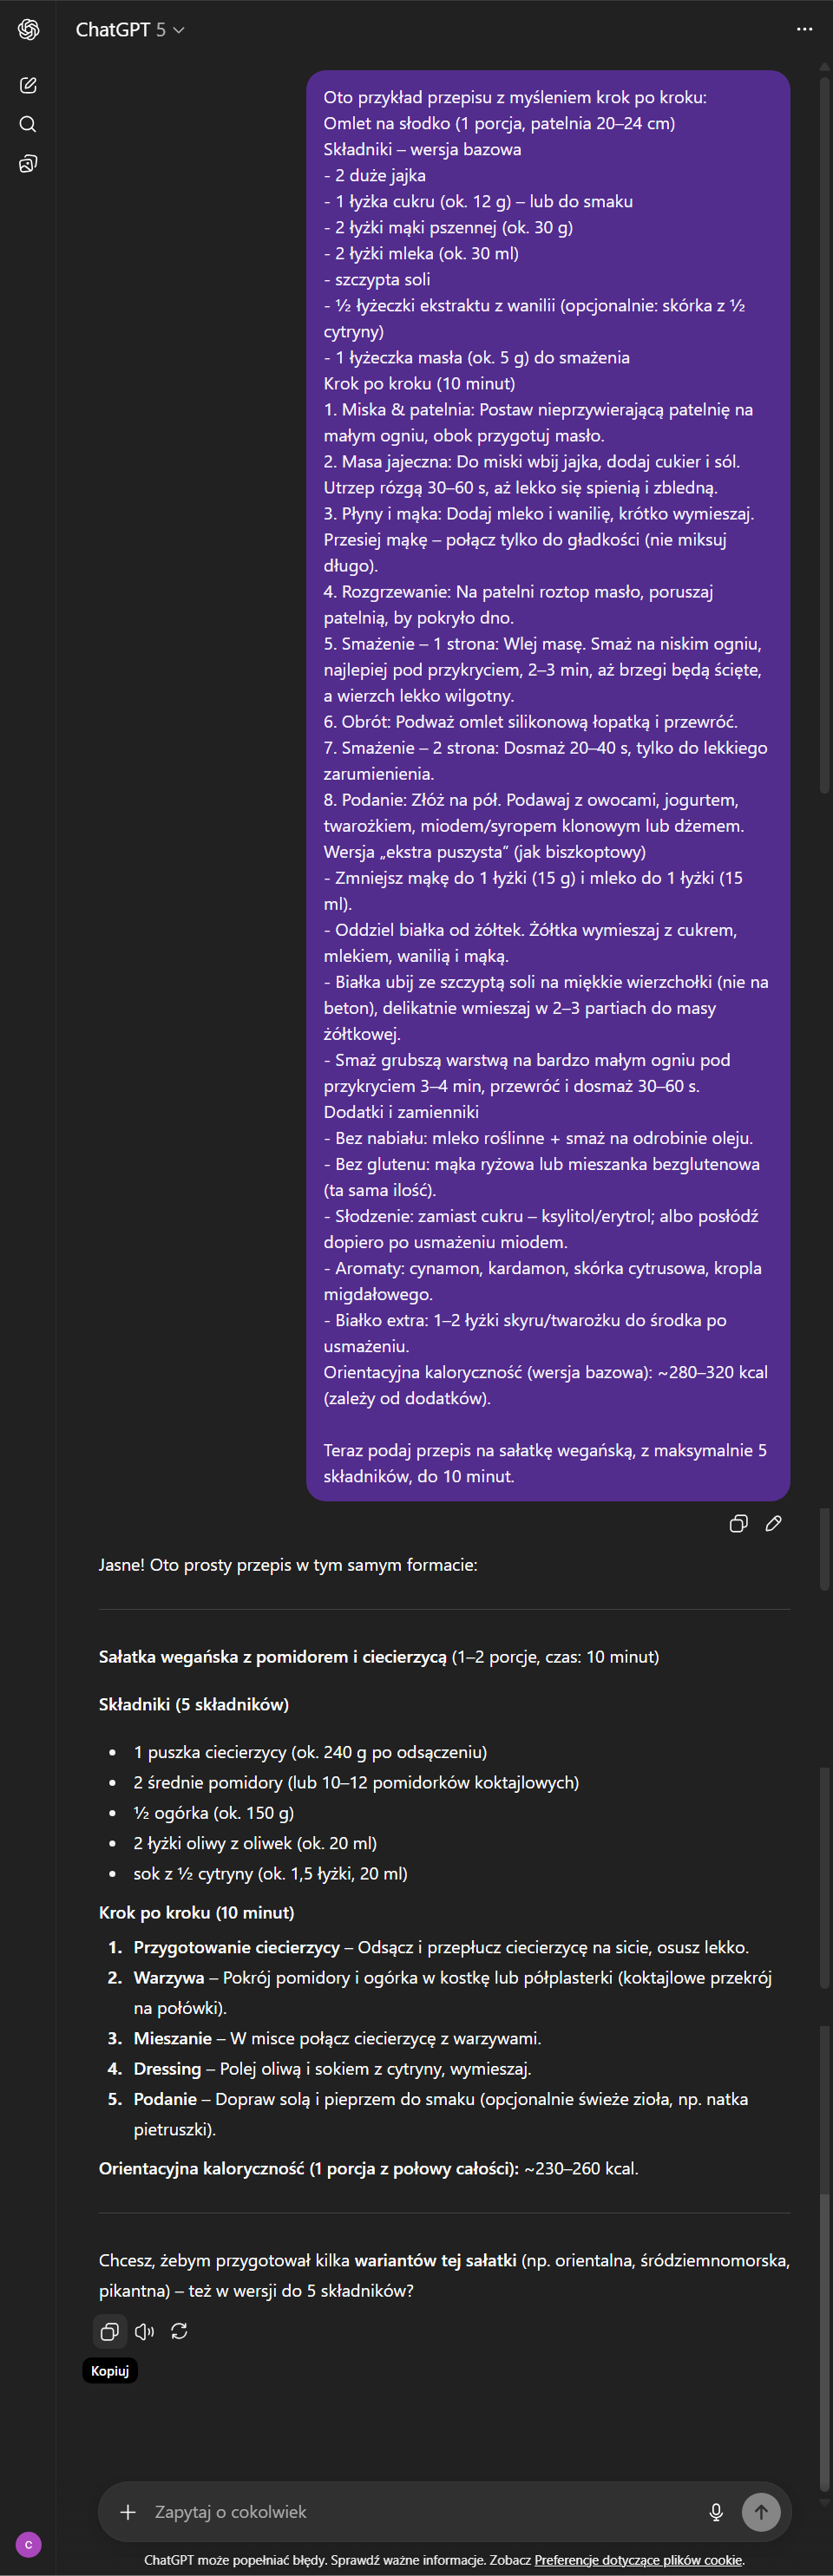 ChatGPT 5
Oto przykład przepisu z myśleniem krok po kroku:
Omlet na słodko (1 porcja, patelnia 20–24 cm)
Składniki – wersja bazowa
- 2 duże jajka
- 1 łyżka cukru (ok. 12 g) – lub do smaku
- 2 łyżki mąki pszennej (ok. 30 g)
- 2 łyżki mleka (ok. 30 ml)
- szczypta soli
- ½ łyżeczki ekstraktu z wanilii (opcjonalnie: skórka z ½
cytryny)
- 1 łyżeczka masła (ok. 5 g) do smażenia
Krok po kroku (10 minut)
1. Miska & patelnia: Postaw nieprzywierającą patelnię na
małym ogniu, obok przygotuj masło.
2. Masa jajeczna: Do miski wbij jajka, dodaj cukier i sól.
Utrzep rózgą 30–60 s, aż lekko się spienią i zbledną.
3. Płyny i mąka: Dodaj mleko i wanilię, krótko wymieszaj.
Przesiej mąkę – połącz tylko do gładkości (nie miksuj
długo).
4. Rozgrzewanie: Na patelni roztop masło, poruszaj
patelnią, by pokryło dno.
5. Smażenie – 1 strona: Wlej masę. Smaż na niskim ogniu,
najlepiej pod przykryciem, 2–3 min, aż brzegi będą ścięte,
a wierzch lekko wilgotny.
6. Obrót: Podważ omlet silikonową łopatką i przewróć.
7. Smażenie – 2 strona: Dosmaż 20–40 s, tylko do lekkiego
zarumienienia.
8. Podanie: Złóż na pół. Podawaj z owocami, jogurtem,
twarożkiem, miodem/syropem klonowym lub dżemem.
Wersja „ekstra puszysta” (jak biszkoptowy)
- Zmniejsz mąkę do 1 łyżki (15 g) i mleko do 1 łyżki (15
ml).
- Oddziel białka od żółtek. Żółtka wymieszaj z cukrem,
mlekiem, wanilią i mąką.
- Białka ubij ze szczyptą soli na miękkie wierzchołki (nie na
beton), delikatnie wmieszaj w 2–3 partiach do masy
żółtkowej.
- Smaż grubszą warstwą na bardzo małym ogniu pod
przykryciem 3–4 min, przewróć i dosmaż 30–60 s.
Dodatki i zamienniki
- Bez nabiału: mleko roślinne + smaż na odrobinie oleju.
- Bez glutenu: mąka ryżowa lub mieszanka bezglutenowa
(ta sama ilość).
- Słodzenie: zamiast cukru – ksylitol/erytrol; albo posłódź
dopiero po usmażeniu miodem.
- Aromaty: cynamon, kardamon, skórka cytrusowa, kropla
migdałowego.
- Białko extra: 1–2 łyżki skyru/twarożku do środka po
usmażeniu.
Orientacyjna kaloryczność (wersja bazowa): ~280–320 kcal
(zależy od dodatków).
Teraz podaj przepis na sałatkę wegańską, z maksymalnie 5
składników, do 10 minut.
Jasne! Oto prosty przepis w tym samym formacie:
Sałatka wegańska z pomidorem i ciecierzycą (1–2 porcje, czas: 10 minut)
Składniki (5 składników)
• 1 puszka ciecierzycy (ok. 240 g po odsączeniu)
• 2 średnie pomidory (lub 10–12 pomidorków koktajlowych)
• ½ ogórka (ok. 150 g)
• 2 łyżki oliwy z oliwek (ok. 20 ml)
• sok z ½ cytryny (ok. 1,5 łyżki, 20 ml)
Krok po kroku (10 minut)
1. Przygotowanie ciecierzycy – Odsącz i przepłucz ciecierzycę na sicie, osusz lekko.
2. Warzywa – Pokrój pomidory i ogórka w kostkę lub półplasterki (koktajlowe przekrój
na połówki).
3. Mieszanie – W misce połącz ciecierzycę z warzywami.
4. Dressing – Polej oliwą i sokiem z cytryny, wymieszaj.
5. Podanie – Dopraw solą i pieprzem do smaku (opcjonalnie świeże zioła, np. natka
pietruszki).
Orientacyjna kaloryczność (1 porcja z połowy całości): ~230–260 kcal.
Chcesz, żebym przygotował kilka wariantów tej sałatki (np. orientalna, śródziemnomorska,
pikantna) – też w wersji do 5 składników?
Kopiuj
Zapytaj o cokolwiek
C
ChatGPT może popełniać błędy. Sprawdź ważne informacje. Zobacz Preferencje dotyczące plików cookie.